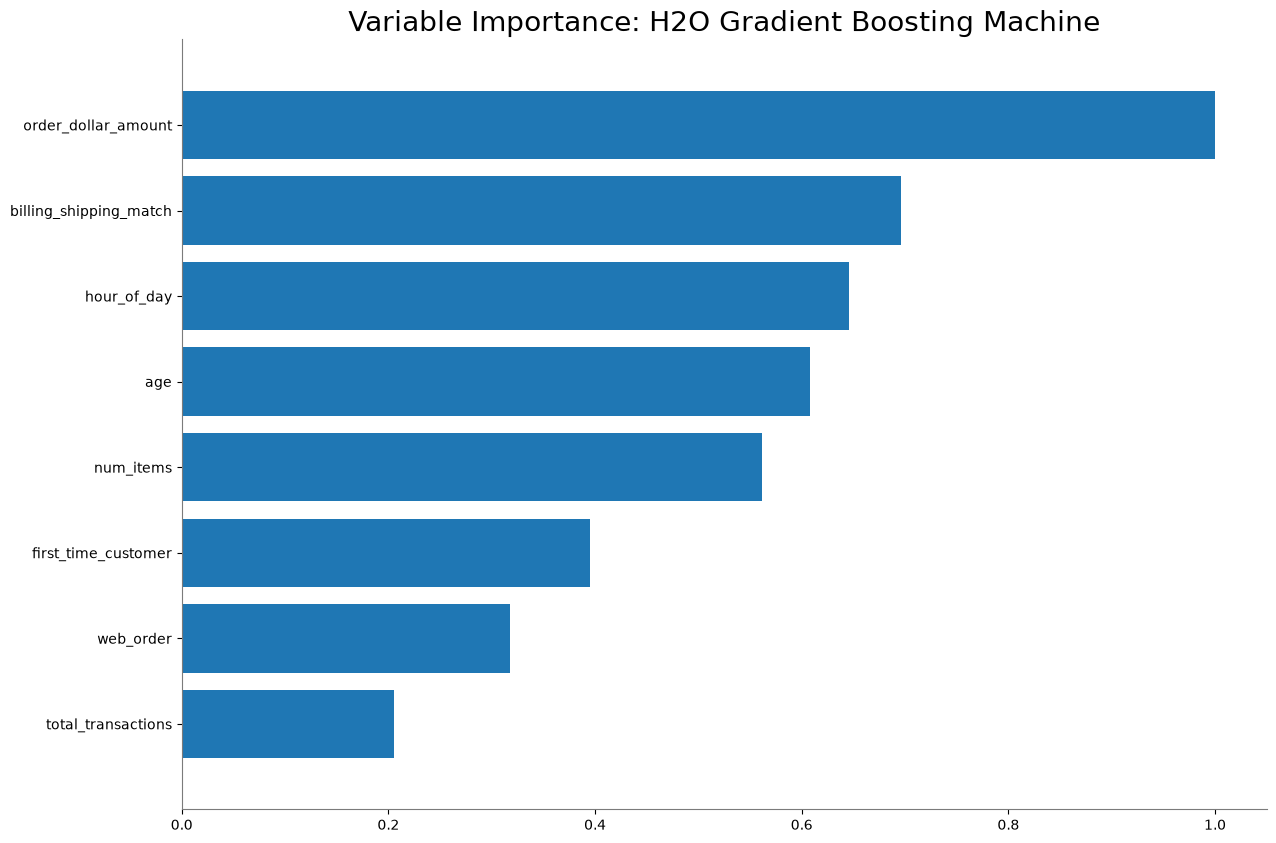 Variable Importance: H2O Gradient Boosting Machine
order_dollar_amount
billing_shipping_match
hour_of_day
age
num_items
first_time_customer
web_order
total_transactions
0.0 0.2 0.4 0.6 0.8 1.0